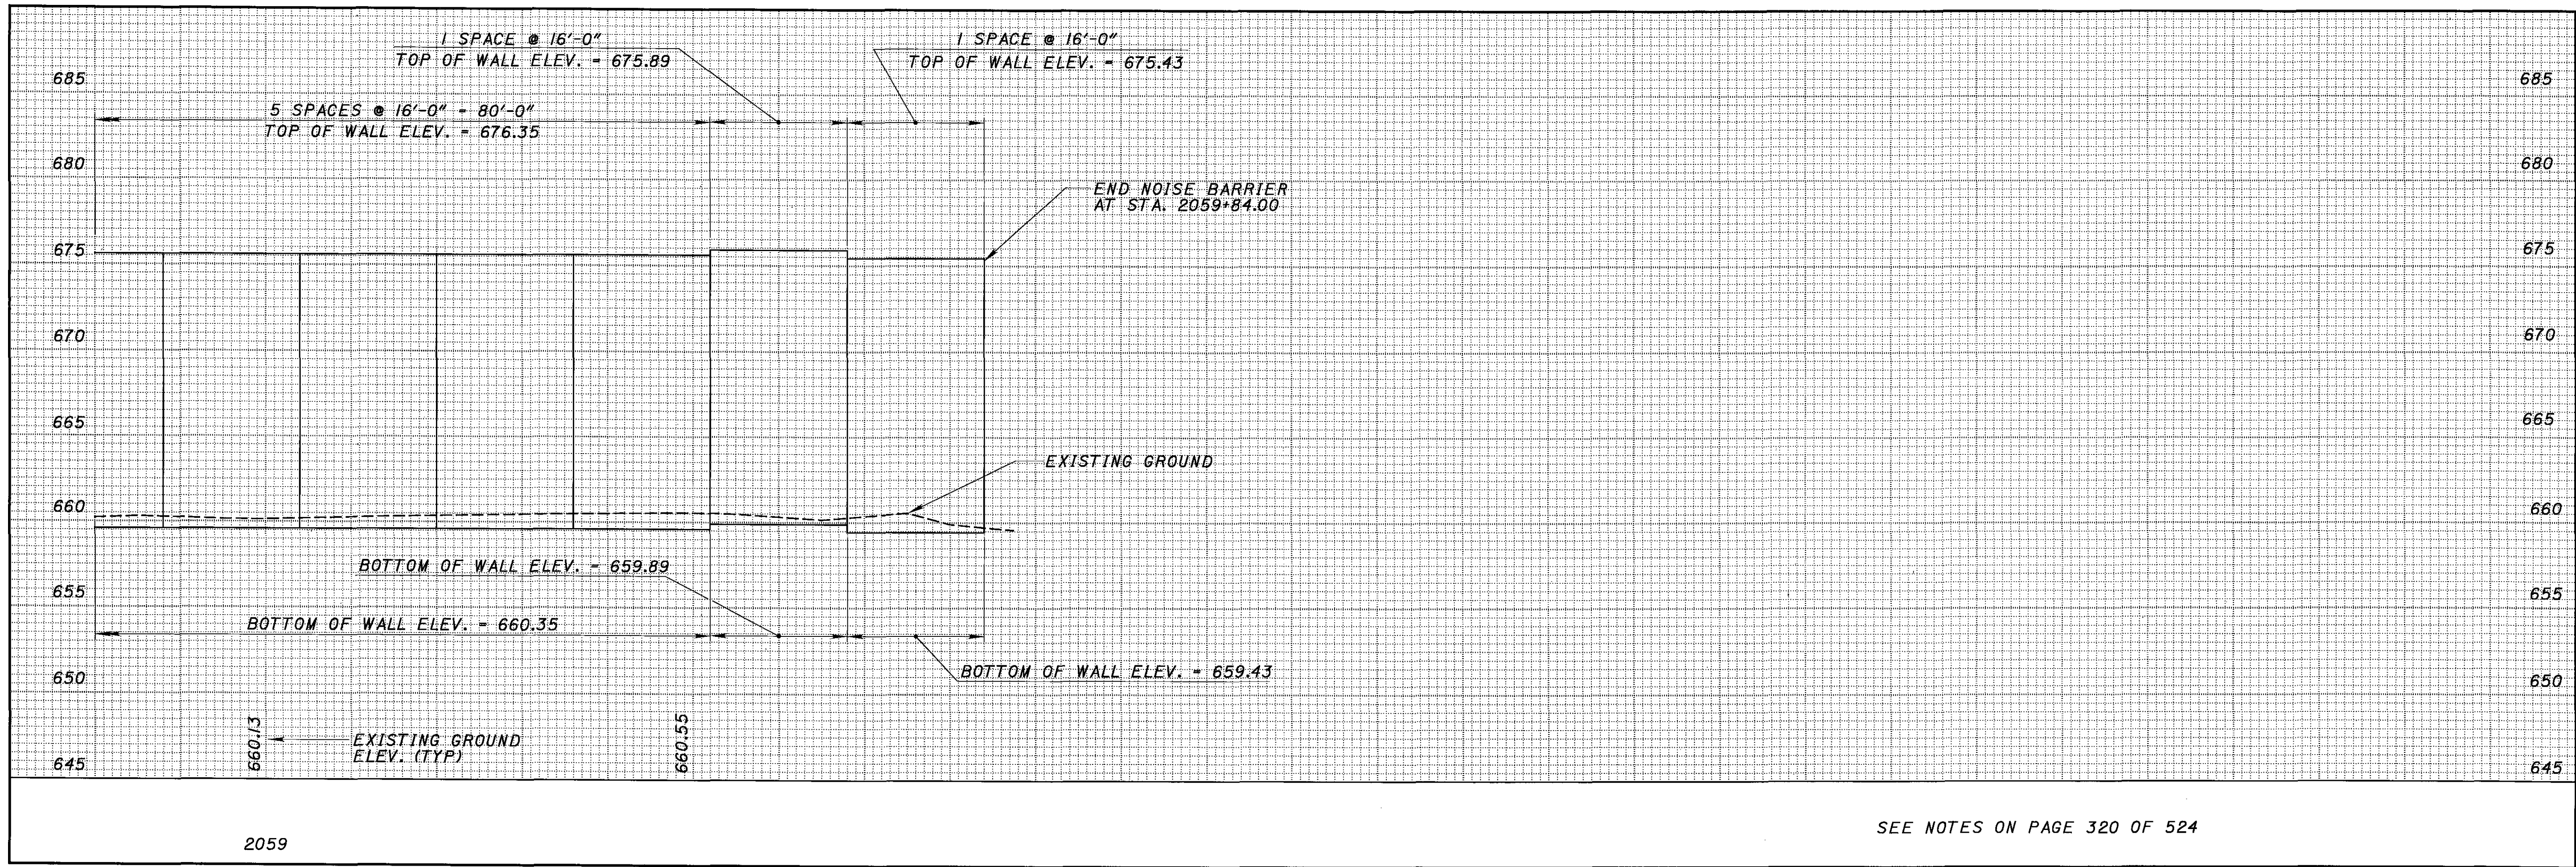 1 SPACE @ 16'-0"
TOP OF WALL ELEV. = 675.89
1 SPACE @ 16'-0"
TOP OF WALL ELEV. = 675.43
685
685
5 SPACES @ 16'-0" = 80'-0"
TOP OF WALL ELEV. = 676.35
680
680
END NOISE BARRIER
AT STA. 2059+84.00
675
675
670
670
665
665
EXISTING GROUND
660
660
BOTTOM OF WALL ELEV. = 659.89
655
655
BOTTOM OF WALL ELEV. = 660.35
BOTTOM OF WALL ELEV. = 659.43
650
650
660.13
EXISTING GROUND
ELEV. (TYP)
660.55
645
645
SEE NOTES ON PAGE 320 OF 524
2059